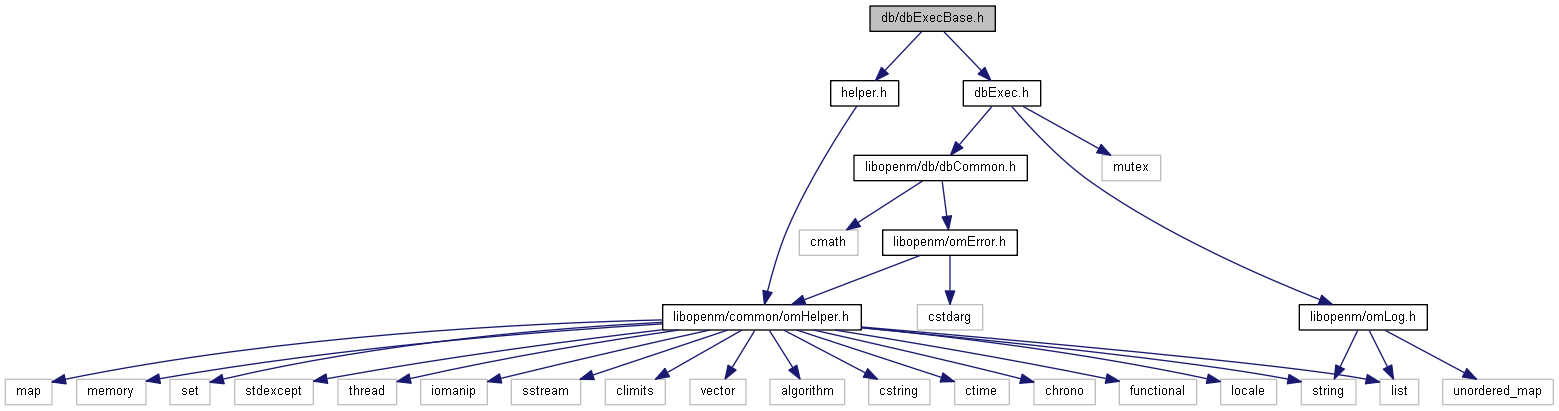 db/dbExecBase.h
helper.h
dbExec.h
libopenm/db/dbCommon.h
mutex
cmath
libopenm/omError.h
libopenm/common/omHelper.h
cstdarg
libopenm/omLog.h
map
memory
set
stdexcept
thread
iomanip
sstream
climits
vector
algorithm
cstring
ctime
chrono
functional
locale
string
list
unordered_map